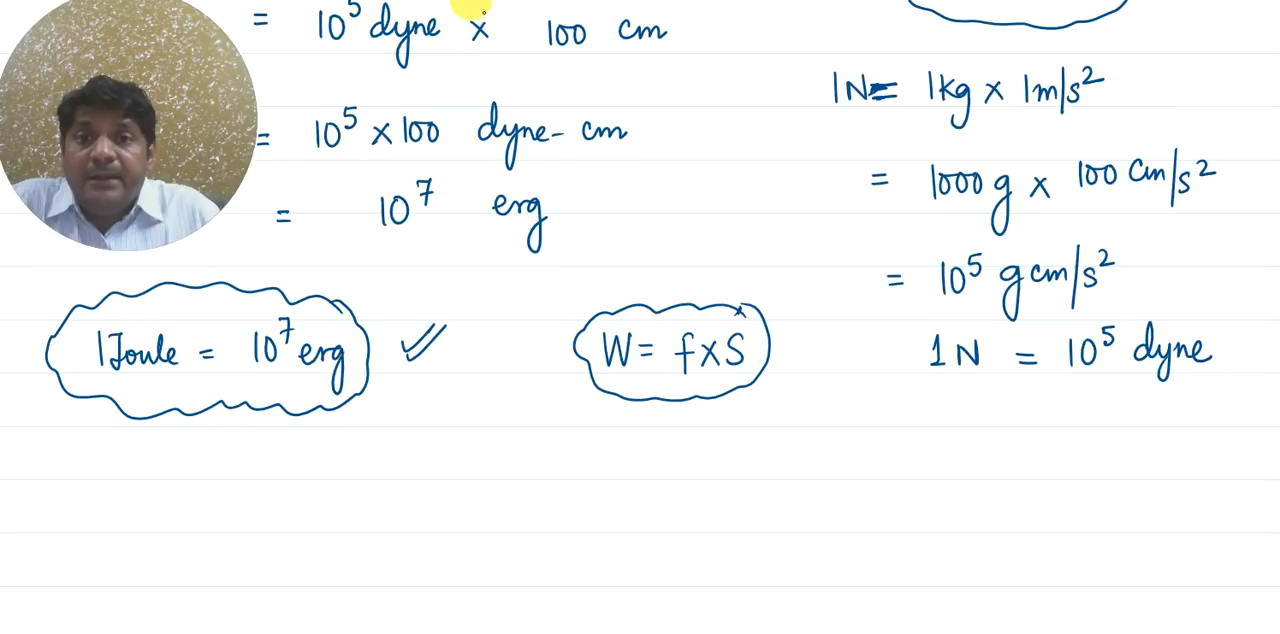 = 10⁵ dyne x 100 cm
= 10⁵ x 100 dyne- cm
= 10⁷ erg
1 Joule = 10⁷ erg
W = f x S
1N = 1kg x 1m/s²
= 1000 g x 100 cm/s²
= 10⁵ g cm/s²
1 N = 10⁵ dyne